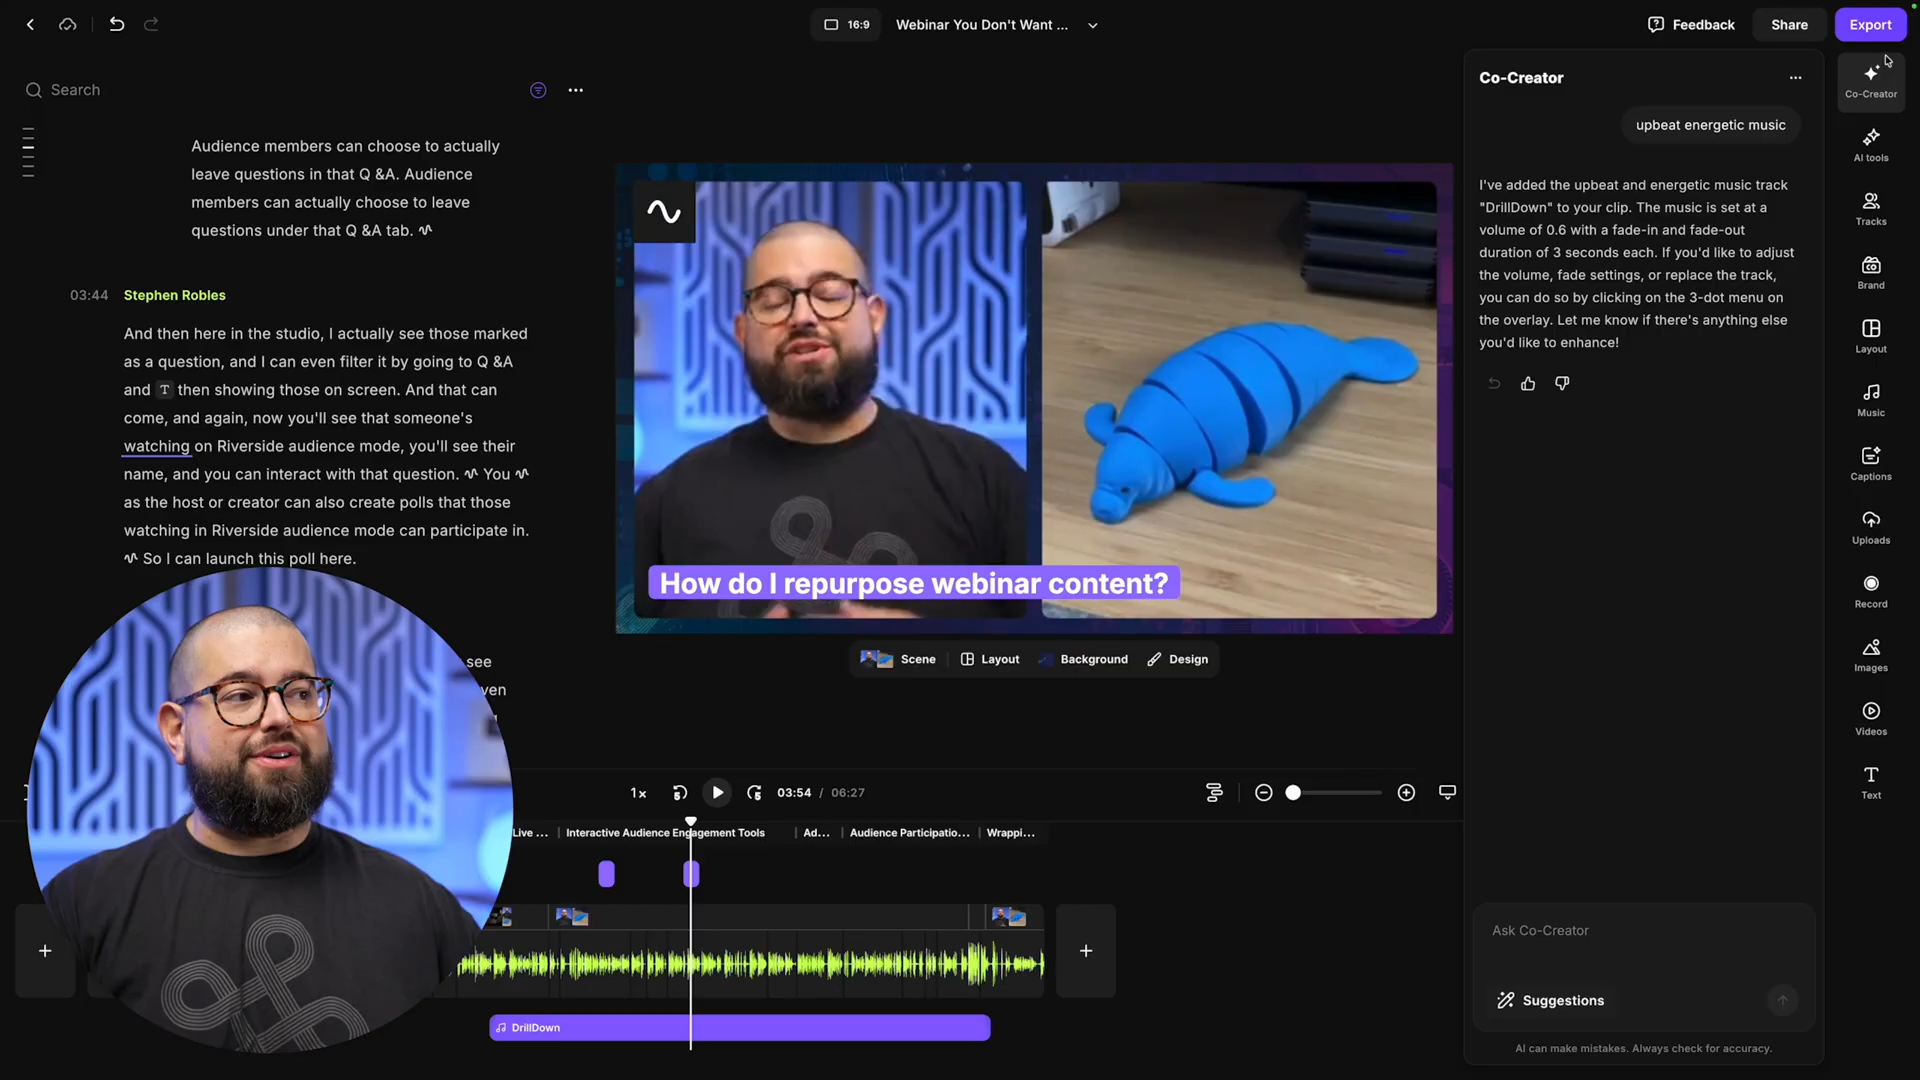 16:9
Webinar You Don't Want ...
Feedback
Share
Export
Search
Audience members can choose to actually
leave questions in that Q &A. Audience
members can actually choose to leave
questions under that Q &A tab.
03:44
Stephen Robles
And then here in the studio, I actually see those marked
as a question, and I can even filter it by going to Q &A
and T then showing those on screen. And that can
come, and again, now you'll see that someone's
watching on Riverside audience mode, you'll see their
name, and you can interact with that question. You
as the host or creator can also create polls that those
watching in Riverside audience mode can participate in.
So I can launch this poll here.
see
ven
How do I repurpose webinar content?
Scene
Layout
Background
Design
Co-Creator
upbeat energetic music
I've added the upbeat and energetic music track
"DrillDown" to your clip. The music is set at a
volume of 0.6 with a fade-in and fade-out
duration of 3 seconds each. If you'd like to adjust
the volume, fade settings, or replace the track,
you can do so by clicking on the 3-dot menu on
the overlay. Let me know if there's anything else
you'd like to enhance!
Ask Co-Creator
Suggestions
AI can make mistakes. Always check for accuracy.
Co-Creator
AI tools
Tracks
Brand
Layout
Music
Captions
Uploads
Record
Images
Videos
Text
1x
5
5
03:54 / 06:27
Live ...
Interactive Audience Engagement Tools
Ad...
Audience Participatio...
Wrappi...
DrillDown